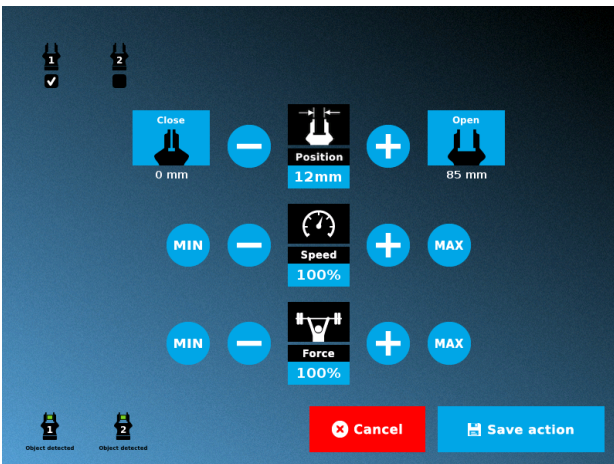 1 2
Close Open
Position
0 mm 12mm 85 mm
MIN MAX
Speed
100%
MIN MAX
Force
100%
1 2
Object detected Object detected
Cancel Save action